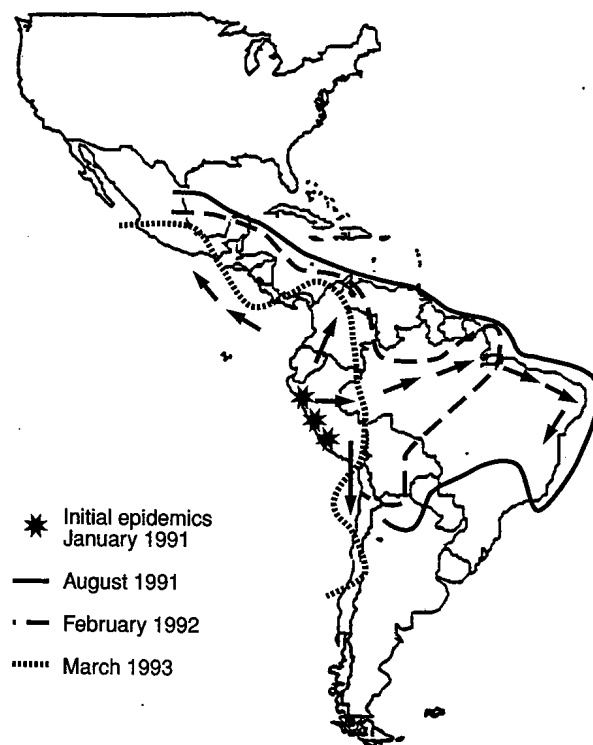 Initial epidemics
January 1991
August 1991
February 1992
March 1993